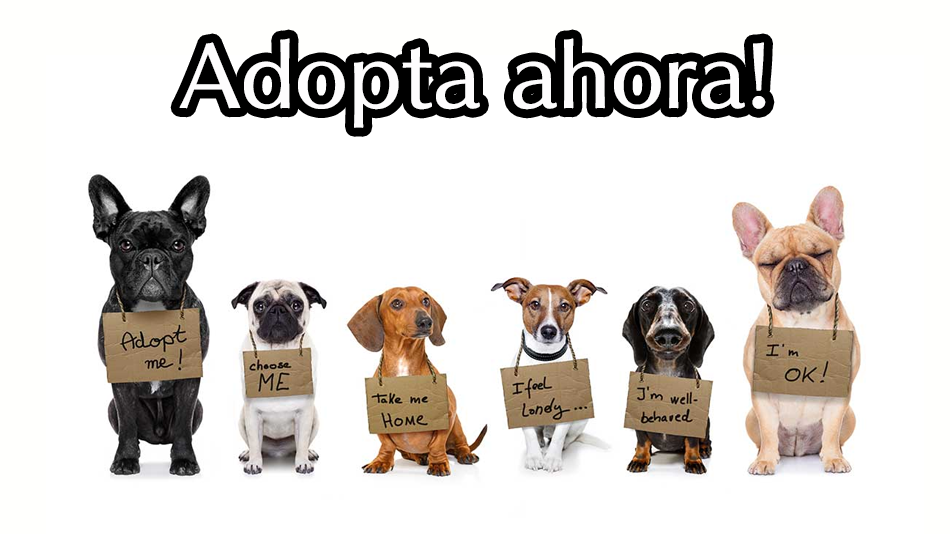 Adopta ahora!
Adopt
me!
choose
ME
Take me
HOME
I feel
Lonely...
I'm well-
behaved
I'm
OK!